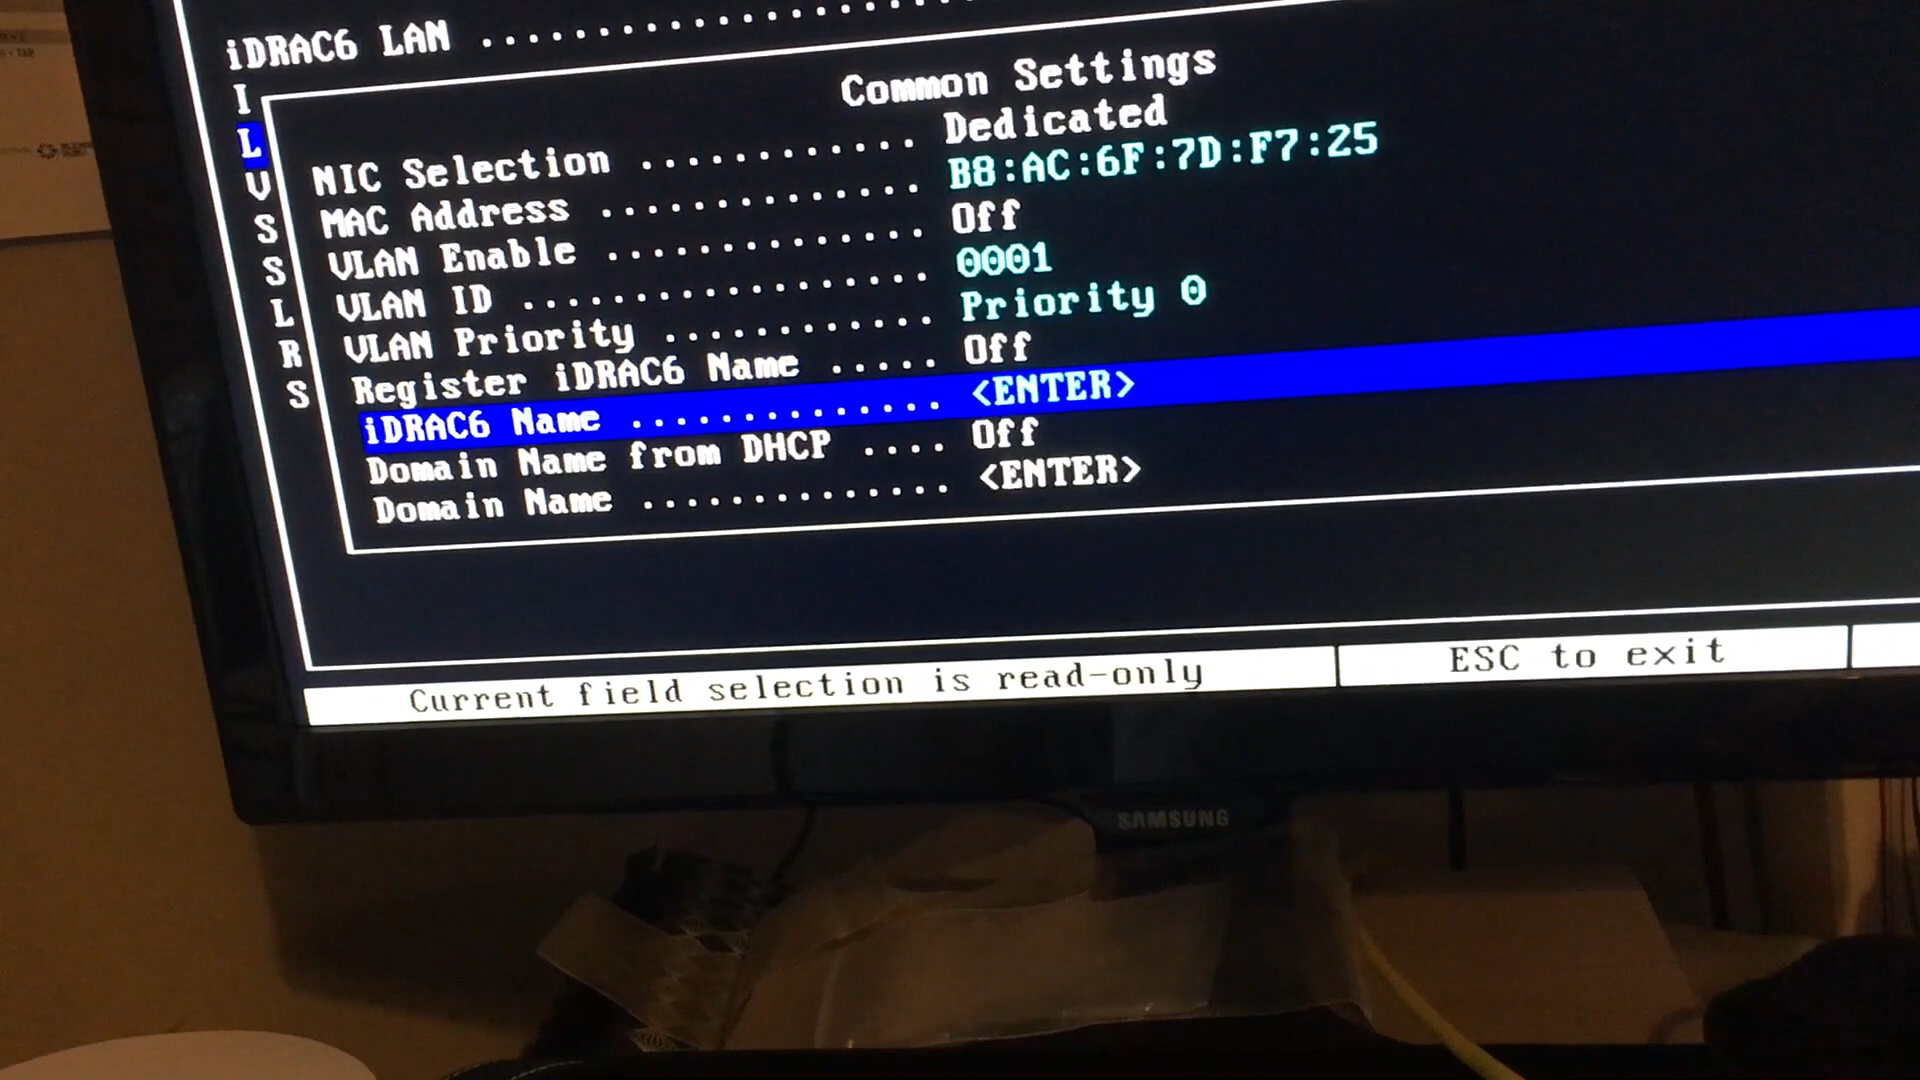 iDRAC6 LAN ..............................
I
L
V
S
S
L
R
S
Common Settings
NIC Selection ............ Dedicated
MAC Address .............. B8:AC:6F:7D:F7:25
VLAN Enable .............. Off
VLAN ID .................. 0001
VLAN Priority ............ Priority 0
Register iDRAC6 Name ..... Off
iDRAC6 Name .............. <ENTER>
Domain Name from DHCP .... Off
Domain Name .............. <ENTER>
Current field selection is read-only
ESC to exit
SAMSUNG